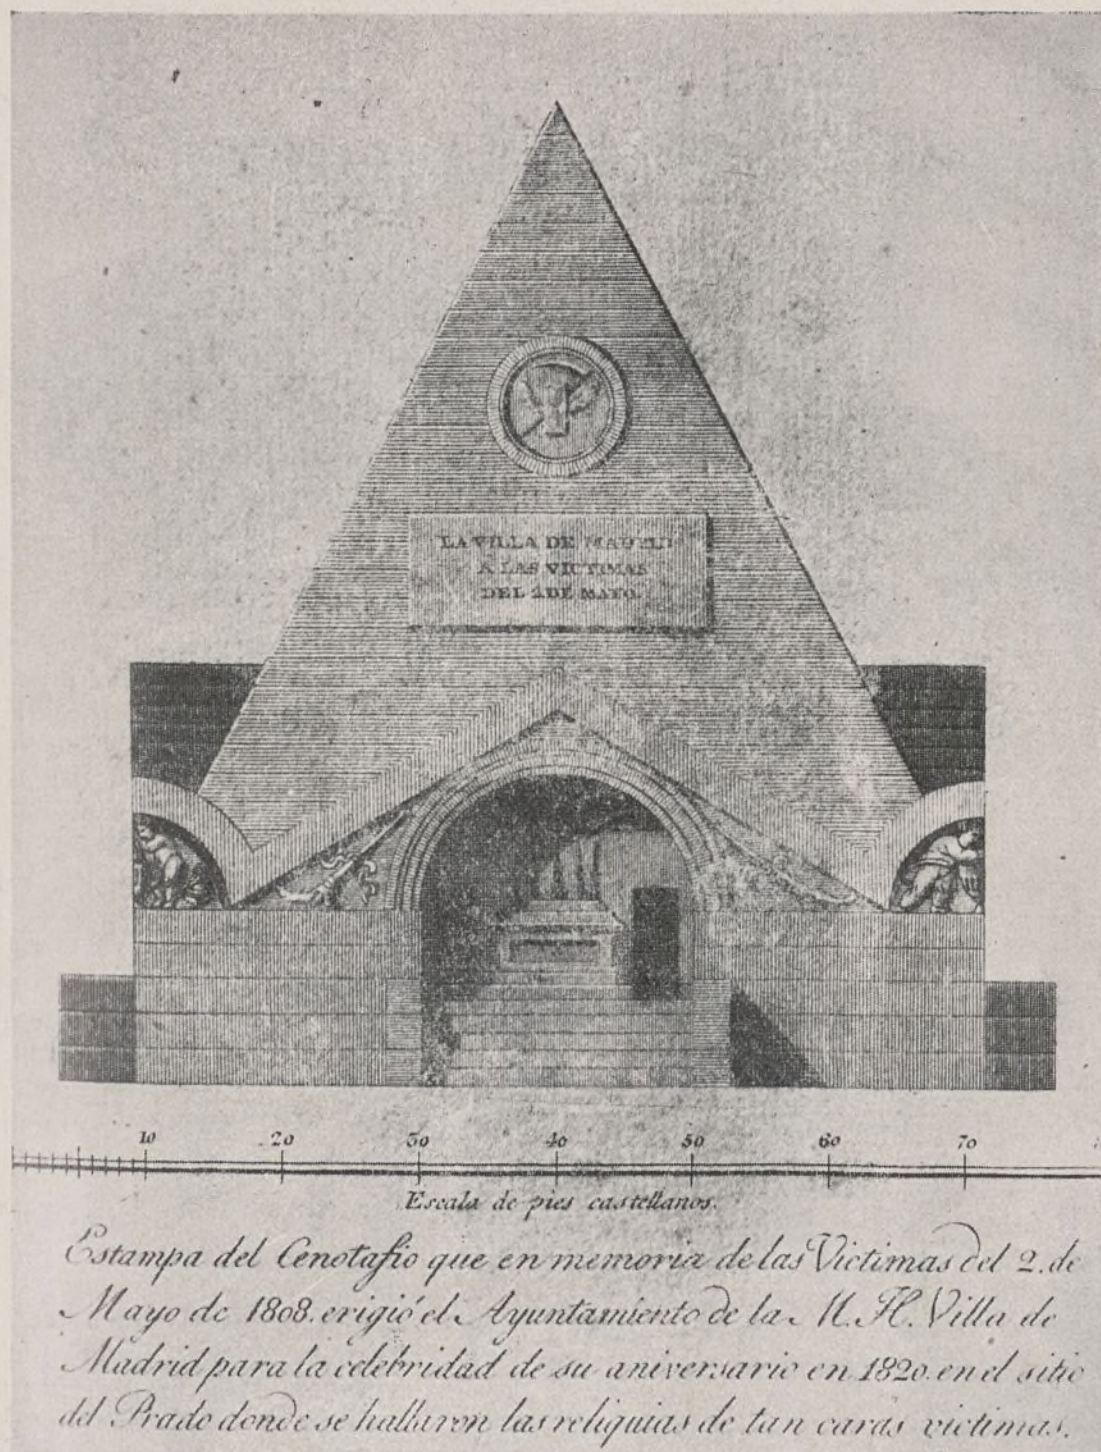 LA VILLA DE MADRID
A LAS VICTIMAS
DEL 2 DE MAYO.
10 20 30 40 50 60 70
Escala de pies castellanos.
Estampa del Cenotafio que en memoria de las Victimas del 2. de
Mayo de 1808. erigió el Ayuntamiento de la M. H. Villa de
Madrid para la celebridad de su aniversario en 1820. en el sitio
del Prado donde se hallaron las reliquias de tan caras victimas.